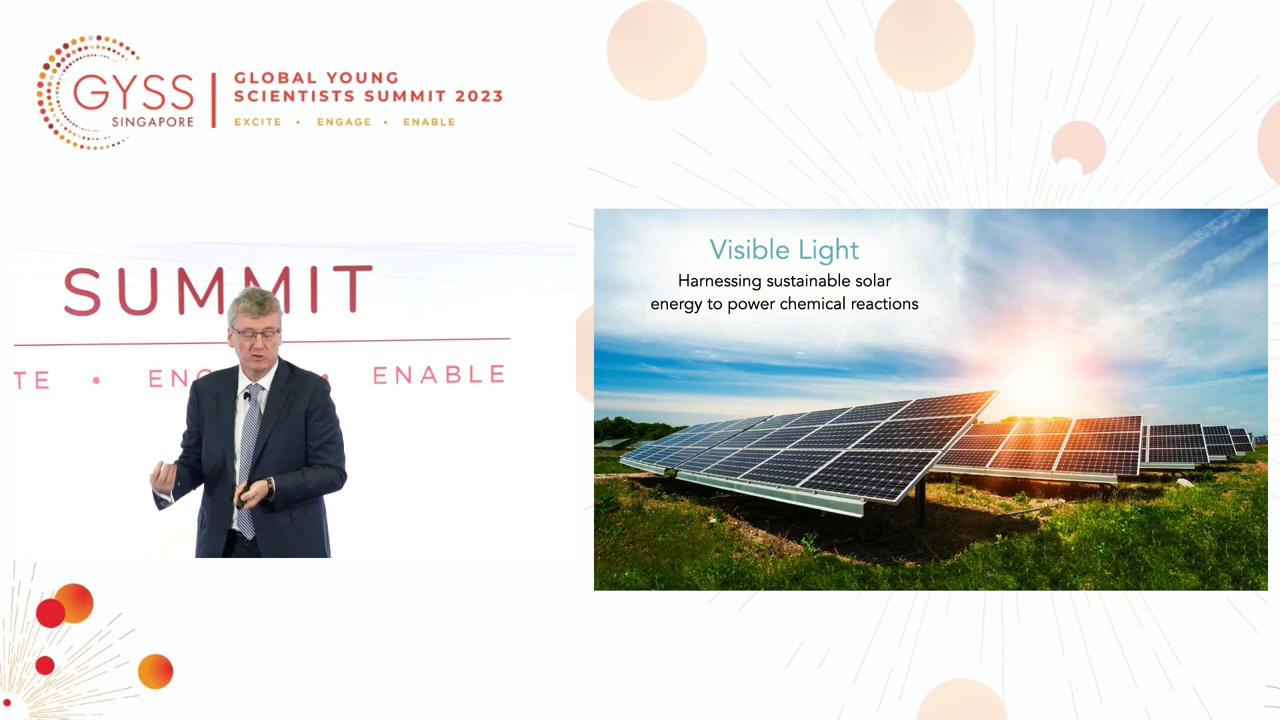 GYSS
SINGAPORE
GLOBAL YOUNG
SCIENTISTS SUMMIT 2023
EXCITE • ENGAGE • ENABLE
SUMMIT
TE • ENG • ENABLE
Visible Light
Harnessing sustainable solar
energy to power chemical reactions